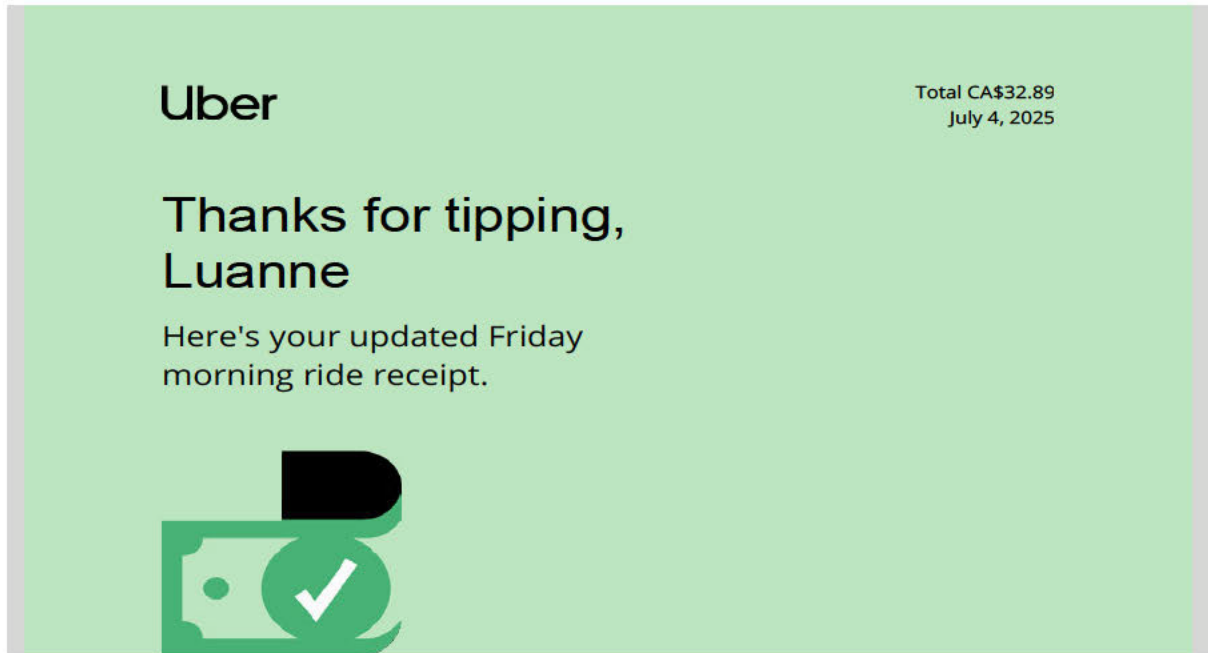 Uber
Total CA$32.89
July 4, 2025
Thanks for tipping,
Luanne
Here's your updated Friday
morning ride receipt.